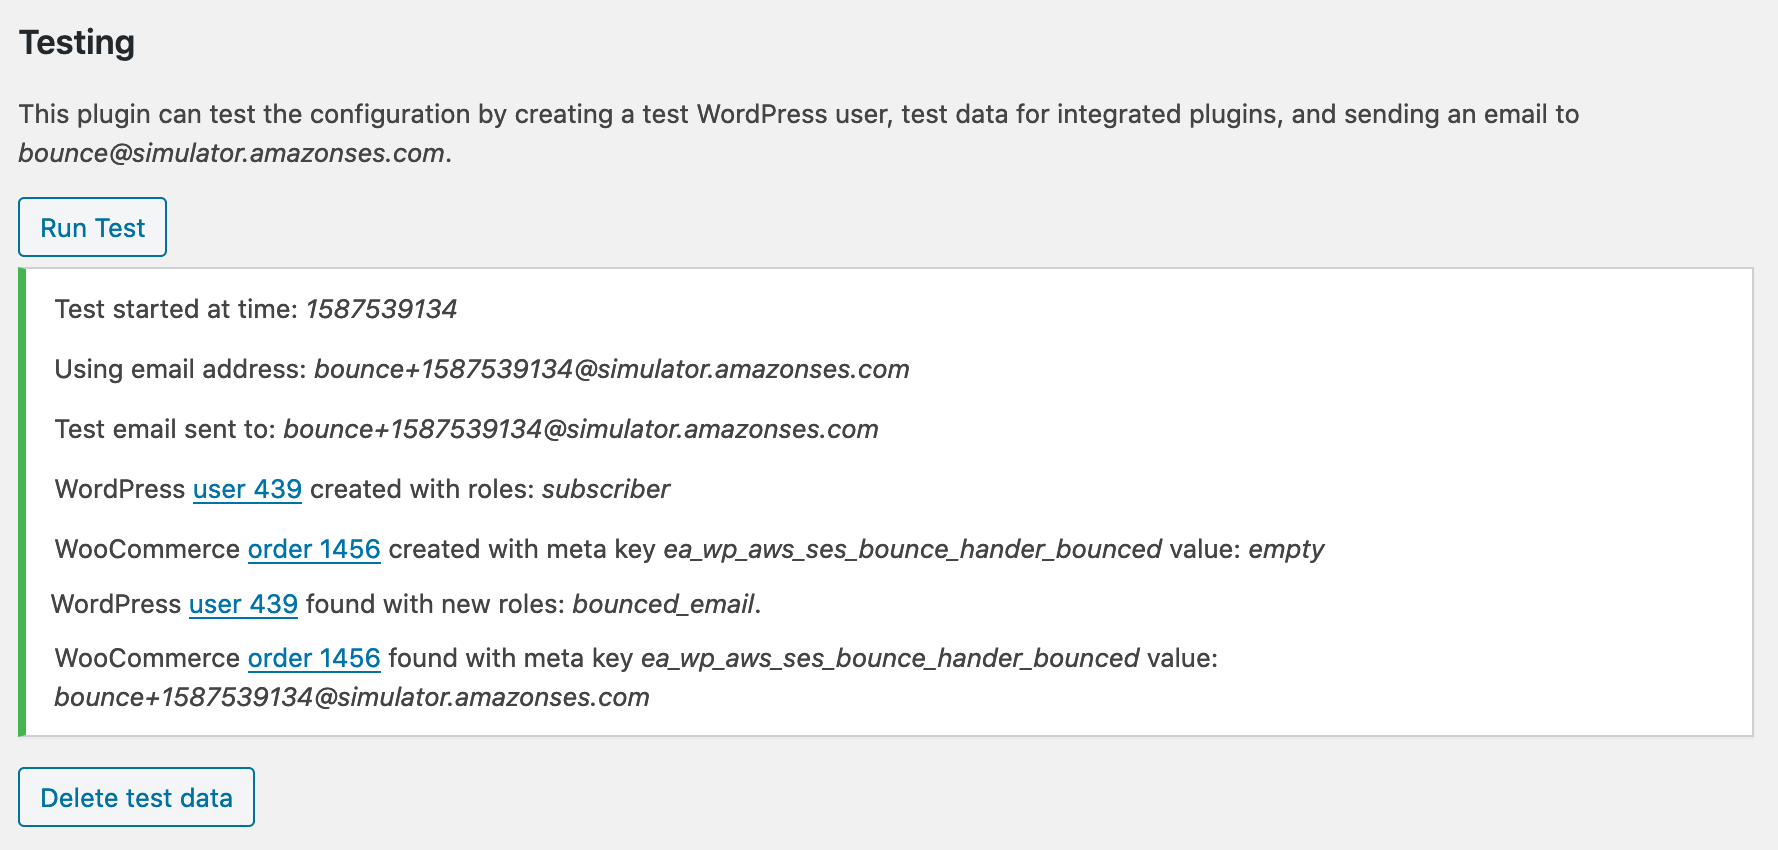 Testing
This plugin can test the configuration by creating a test WordPress user, test data for integrated plugins, and sending an email to
bounce@simulator.amazonses.com.
Run Test
Test started at time: 1587539134
Using email address: bounce+1587539134@simulator.amazonses.com
Test email sent to: bounce+1587539134@simulator.amazonses.com
WordPress user 439 created with roles: subscriber
WooCommerce order 1456 created with meta key ea_wp_aws_ses_bounce_hander_bounced value: empty
WordPress user 439 found with new roles: bounced_email.
WooCommerce order 1456 found with meta key ea_wp_aws_ses_bounce_hander_bounced value:
bounce+1587539134@simulator.amazonses.com
Delete test data